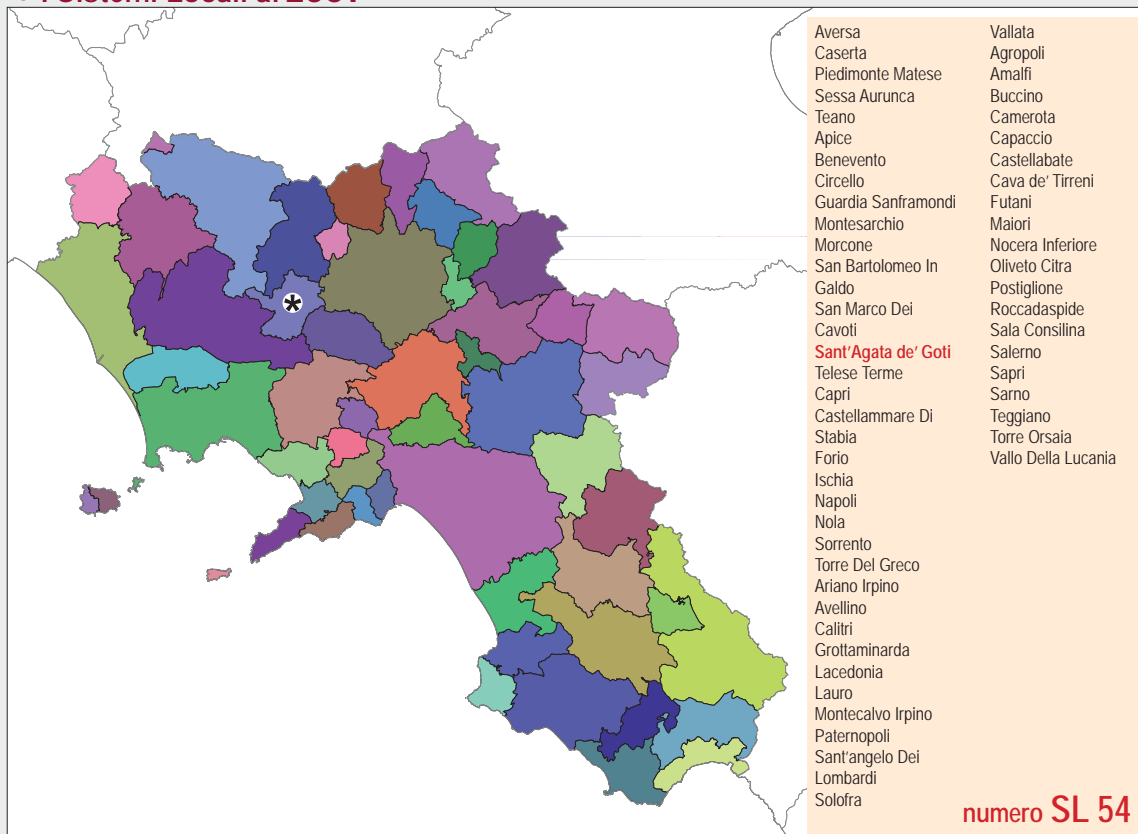 Aversa
Caserta
Piedimonte Matese
Sessa Aurunca
Teano
Apice
Benevento
Circello
Guardia Sanframondi
Montesarchio
Morcone
San Bartolomeo In
Galdo
San Marco Dei
Cavoti
Sant'Agata de' Goti
Telese Terme
Capri
Castellammare Di
Stabia
Forio
Ischia
Napoli
Nola
Sorrento
Torre Del Greco
Ariano Irpino
Avellino
Calitri
Grottaminarda
Lacedonia
Lauro
Montecalvo Irpino
Paternopoli
Sant'angelo Dei
Lombardi
Solofra
Vallata
Agropoli
Amalfi
Buccino
Camerota
Capaccio
Castellabate
Cava de' Tirreni
Futani
Maiori
Nocera Inferiore
Oliveto Citra
Postiglione
Roccadaspide
Sala Consilina
Salerno
Sapri
Sarno
Teggiano
Torre Orsaia
Vallo Della Lucania
*
numero SL 54